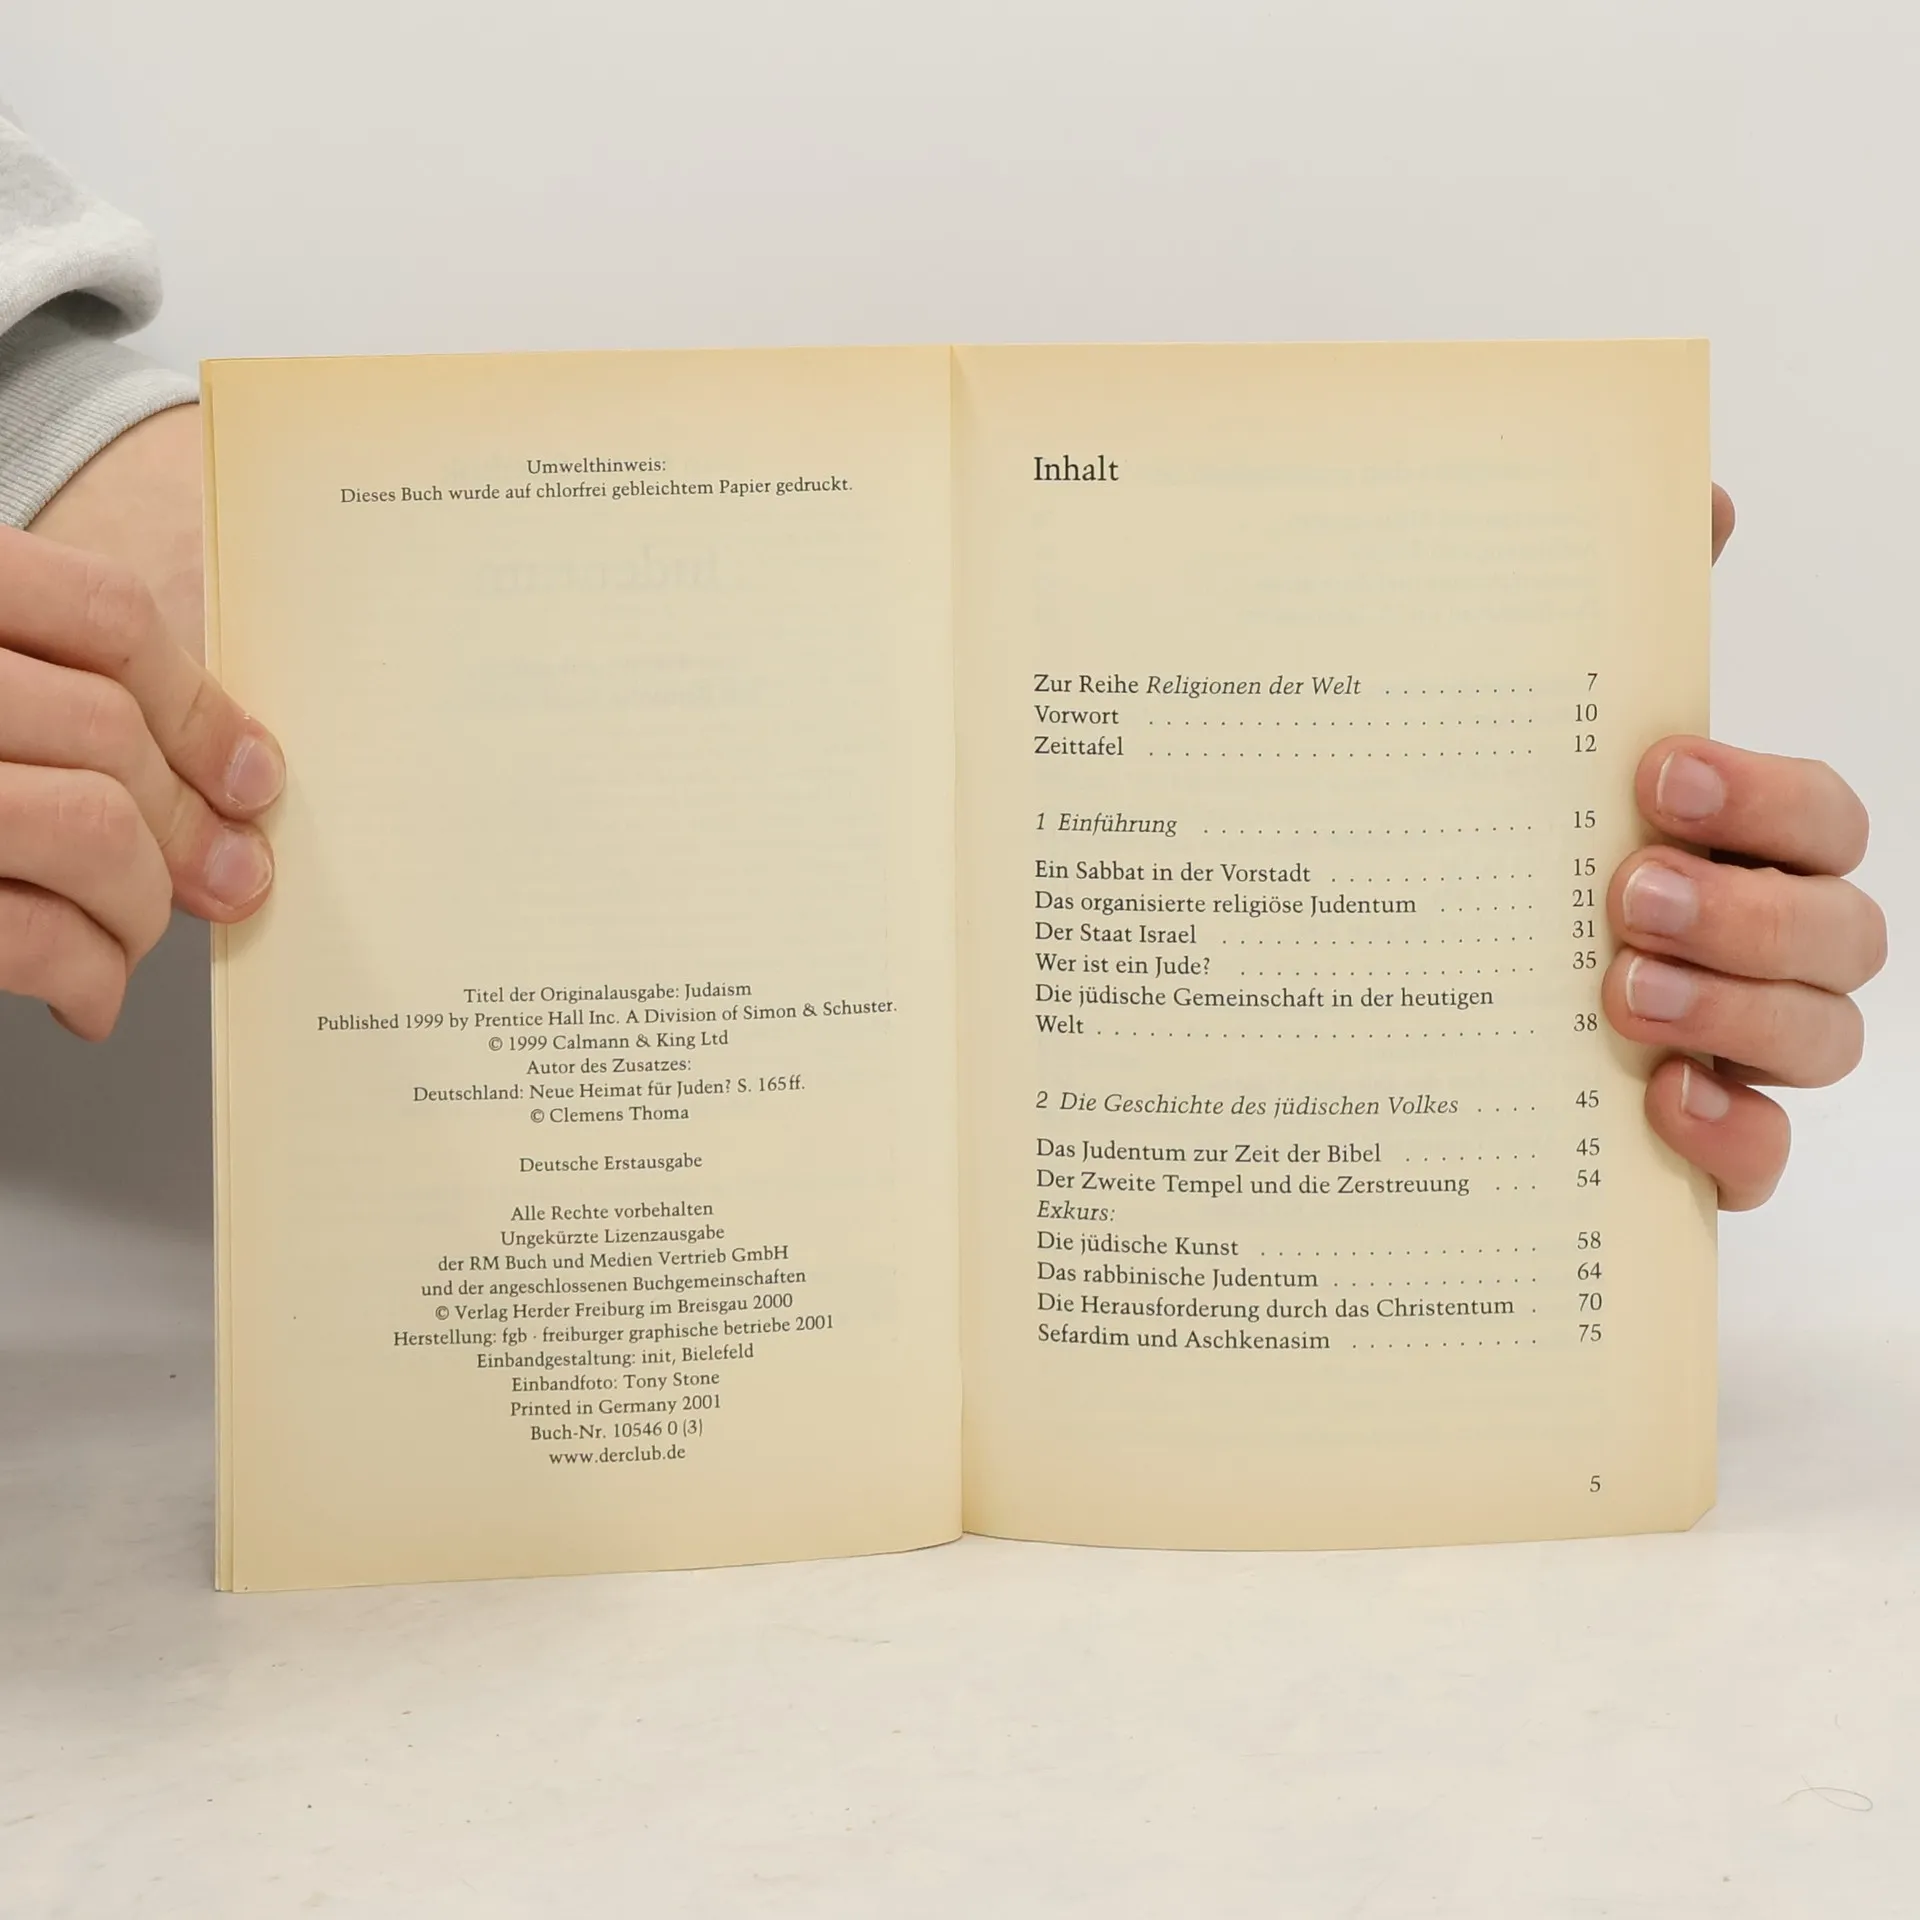 Umwelthinweis:
Dieses Buch wurde auf chlorfrei gebleichtem Papier gedruckt.
Titel der Originalausgabe: Judaism
Published 1999 by Prentice Hall Inc. A Division of Simon & Schuster.
© 1999 Calmann & King Ltd
Autor des Zusatzes:
Deutschland: Neue Heimat für Juden? S. 165 ff.
© Clemens Thoma
Deutsche Erstausgabe
Alle Rechte vorbehalten
Ungekürzte Lizenzausgabe
der RM Buch und Medien Vertrieb GmbH
und der angeschlossenen Buchgemeinschaften
© Verlag Herder Freiburg im Breisgau 2000
Herstellung: fgb · freiburger graphische betriebe 2001
Einbandgestaltung: init, Bielefeld
Einbandfoto: Tony Stone
Printed in Germany 2001
Buch-Nr. 10546 0 (3)
www.derclub.de
Inhalt
Zur Reihe Religionen der Welt . . . . . . . . . 7
Vorwort . . . . . . . . . . . . . . . . . . . . . . 10
Zeittafel . . . . . . . . . . . . . . . . . . . . . . 12
1 Einführung . . . . . . . . . . . . . . . . . . . 15
Ein Sabbat in der Vorstadt . . . . . . . . . . . . 15
Das organisierte religiöse Judentum . . . . . . 21
Der Staat Israel . . . . . . . . . . . . . . . . . . 31
Wer ist ein Jude? . . . . . . . . . . . . . . . . . 35
Die jüdische Gemeinschaft in der heutigen
Welt . . . . . . . . . . . . . . . . . . . . . . . . . 38
2 Die Geschichte des jüdischen Volkes . . . . 45
Das Judentum zur Zeit der Bibel . . . . . . . . 45
Der Zweite Tempel und die Zerstreuung . . . 54
Exkurs:
Die jüdische Kunst . . . . . . . . . . . . . . . . 58
Das rabbinische Judentum . . . . . . . . . . . . 64
Die Herausforderung durch das Christentum . 70
Sefardim und Aschkenasim . . . . . . . . . . . 75
5